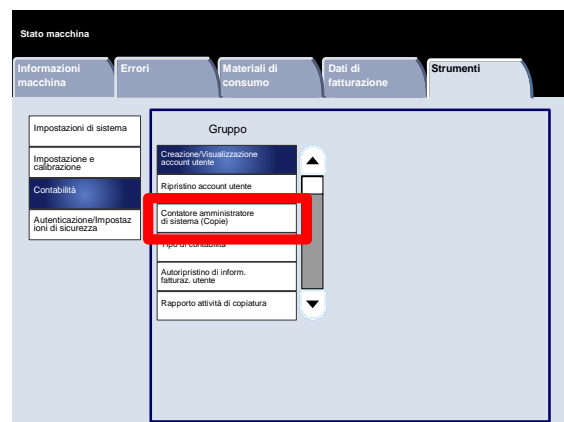 Stato macchina
Informazioni
macchina
Errori
Materiali di
consumo
Dati di
fatturazione
Strumenti
Impostazioni di sistema
Impostazione e
calibrazione
Contabilità
Autenticazione/Impostaz
ioni di sicurezza
Gruppo
Creazione/Visualizzazione
account utente
Ripristino account utente
Contatore amministratore
di sistema (Copie)
Tipo di contabilità
Autoripristino di inform.
fatturaz. utente
Rapporto attività di copiatura